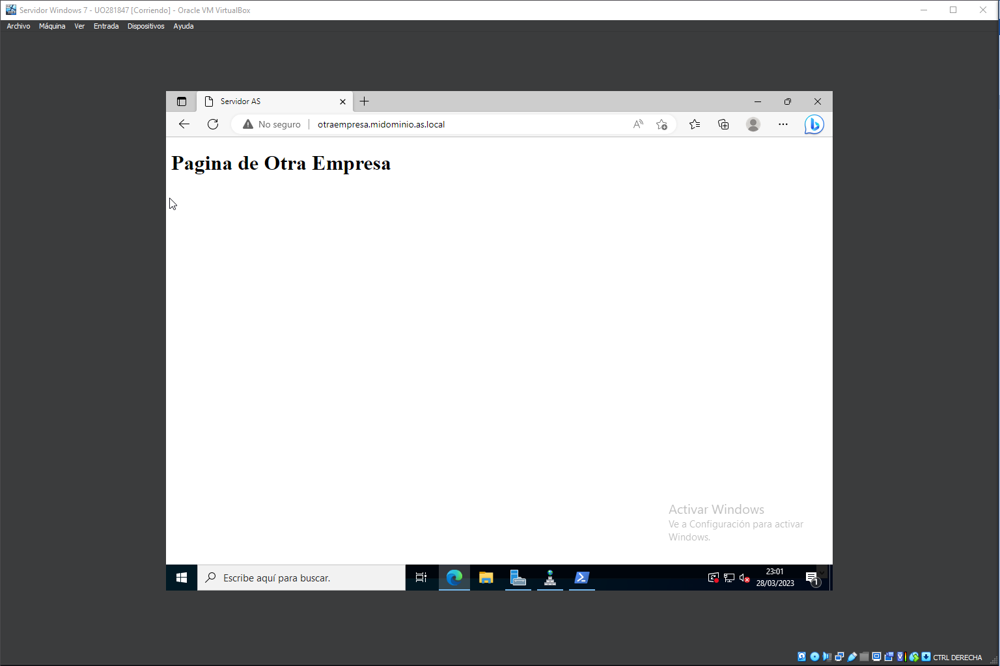 Servidor Windows 7 - UO281847 [Corriendo] - Oracle VM VirtualBox
Archivo Máquina Ver Entrada Dispositivos Ayuda
Servidor AS
No seguro otraempresa.midominio.as.local
Pagina de Otra Empresa
Activar Windows
Ve a Configuración para activar
Windows.
Escribe aquí para buscar.
23:01
28/03/2023
1
CTRL DERECHA